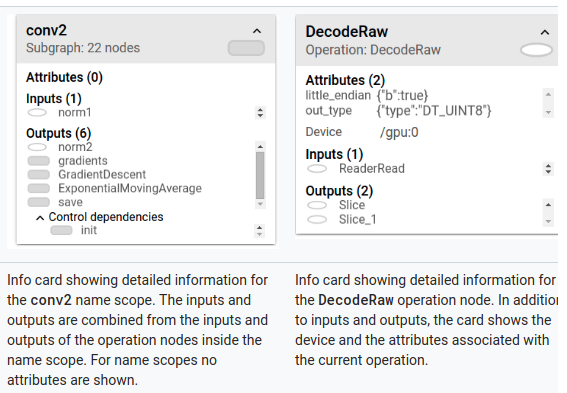 conv2
Subgraph: 22 nodes
Attributes (0)
Inputs (1)
norm1
Outputs (6)
norm2
gradients
GradientDescent
ExponentialMovingAverage
save
Control dependencies
init
DecodeRaw
Operation: DecodeRaw
Attributes (2)
little_endian {"b":true}
out_type {"type":"DT_UINT8"}
Device /gpu:0
Inputs (1)
ReaderRead
Outputs (2)
Slice
Slice_1
Info card showing detailed information for
the conv2 name scope. The inputs and
outputs are combined from the inputs and
outputs of the operation nodes inside the
name scope. For name scopes no
attributes are shown.
Info card showing detailed information for
the DecodeRaw operation node. In addition
to inputs and outputs, the card shows the
device and the attributes associated with
the current operation.